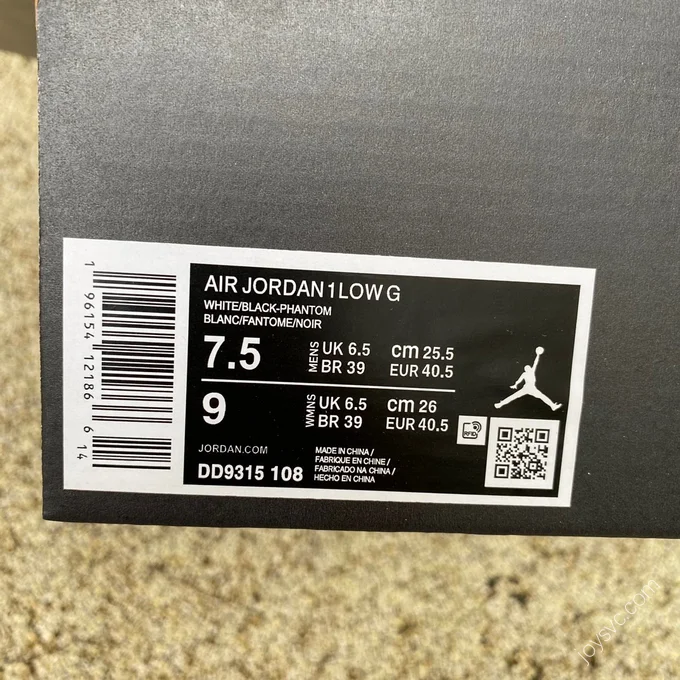 1 96154 12186 6 14
AIR JORDAN 1 LOW G
WHITE/BLACK-PHANTOM
BLANC/FANTOME/NOIR
7.5 MENS UK 6.5 cm 25.5
BR 39 EUR 40.5
9 WMNS UK 6.5 cm 26
BR 39 EUR 40.5
RFID
JORDAN.COM
DD9315 108
MADE IN CHINA /
FABRIQUE EN CHINE /
FABRICADO NA CHINA /
HECHO EN CHINA
joysvc.com